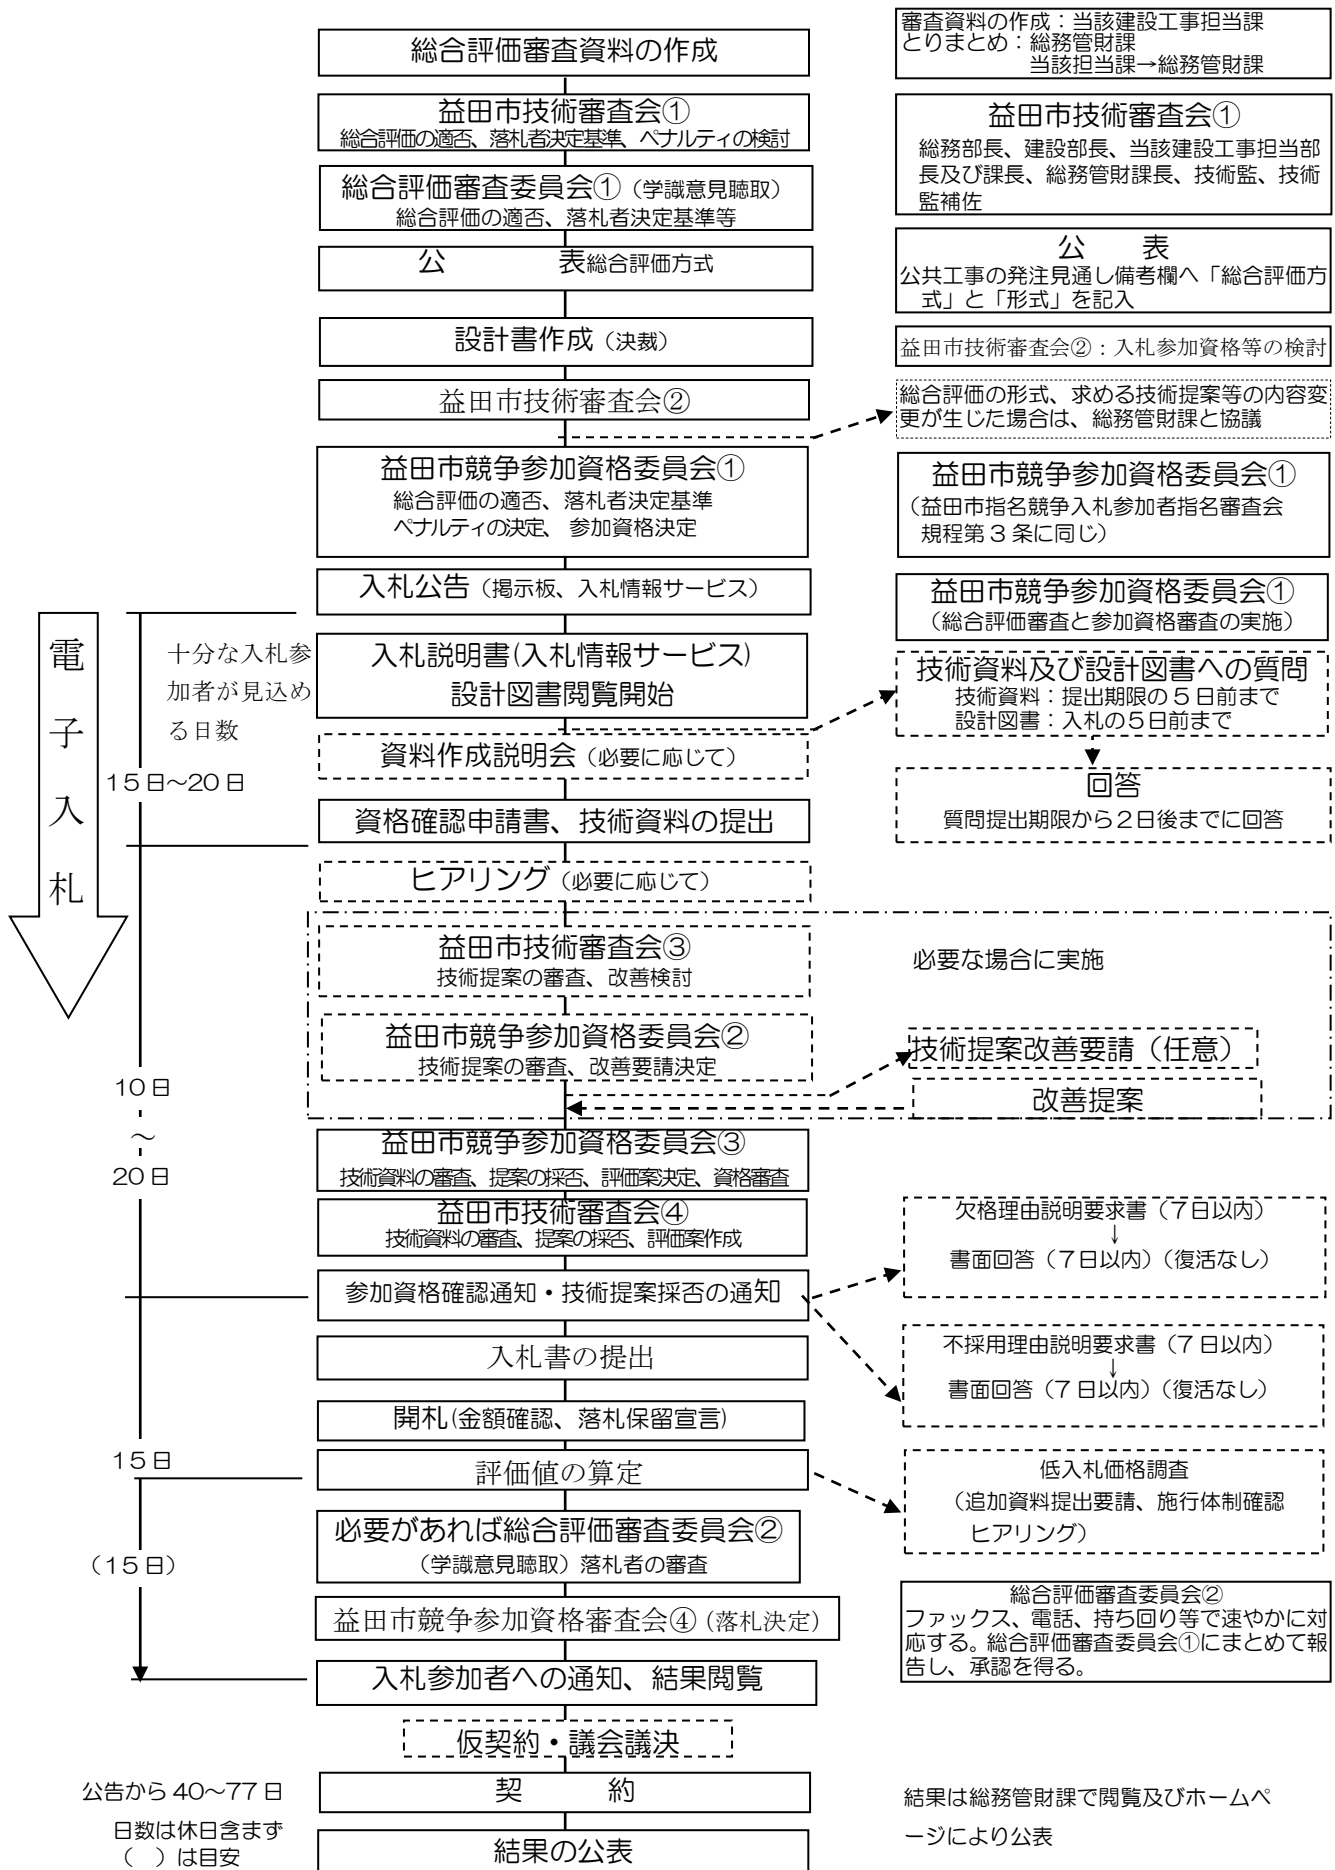 総合評価審査資料の作成
審査資料の作成：当該建設工事担当課
とりまとめ：総務管財課
当該担当課→総務管財課
益田市技術審査会①
総合評価の適否、落札者決定基準、ペナルティの検討
益田市技術審査会①
総務部長、建設部長、当該建設工事担当部
長及び課長、総務管財課長、技術監、技術
監補佐
総合評価審査委員会①（学識意見聴取）
総合評価の適否、落札者決定基準等
公　　　表総合評価方式
公　　表
公共工事の発注見通し備考欄へ「総合評価方
式」と「形式」を記入
設計書作成（決裁）
益田市技術審査会②：入札参加資格等の検討
益田市技術審査会②
総合評価の形式、求める技術提案等の内容変
更が生じた場合は、総務管財課と協議
益田市競争参加資格委員会①
総合評価の適否、落札者決定基準
ペナルティの決定、参加資格決定
益田市競争参加資格委員会①
（益田市指名競争入札参加者指名審査会
規程第３条に同じ）
入札公告（掲示板、入札情報サービス）
益田市競争参加資格委員会①
（総合評価審査と参加資格審査の実施）
電
子
入
札
十分な入札参
加者が見込め
る日数
15日～20日
入札説明書(入札情報サービス)
設計図書閲覧開始
技術資料及び設計図書への質問
技術資料：提出期限の５日前まで
設計図書：入札の５日前まで
資料作成説明会（必要に応じて）
回答
質問提出期限から２日後までに回答
資格確認申請書、技術資料の提出
ヒアリング（必要に応じて）
益田市技術審査会③
技術提案の審査、改善検討
必要な場合に実施
益田市競争参加資格委員会②
技術提案の審査、改善要請決定
技術提案改善要請（任意）
改善提案
10日
～
20日
益田市競争参加資格委員会③
技術資料の審査、提案の採否、評価案決定、資格審査
益田市技術審査会④
技術資料の審査、提案の採否、評価案作成
欠格理由説明要求書（７日以内）
↓
書面回答（７日以内）（復活なし）
参加資格確認通知・技術提案採否の通知
不採用理由説明要求書（７日以内）
↓
書面回答（７日以内）（復活なし）
入札書の提出
開札(金額確認、落札保留宣言)
15日
評価値の算定
低入札価格調査
（追加資料提出要請、施行体制確認
ヒアリング）
必要があれば総合評価審査委員会②
（学識意見聴取）落札者の審査
（15日）
総合評価審査委員会②
ファックス、電話、持ち回り等で速やかに対
応する。総合評価審査委員会①にまとめて報
告し、承認を得る。
益田市競争参加資格審査会④（落札決定）
入札参加者への通知、結果閲覧
仮契約・議会議決
公告から 40～77日
契　　約
結果は総務管財課で閲覧及びホームペ
ージにより公表
日数は休日含まず
（　）は目安
結果の公表